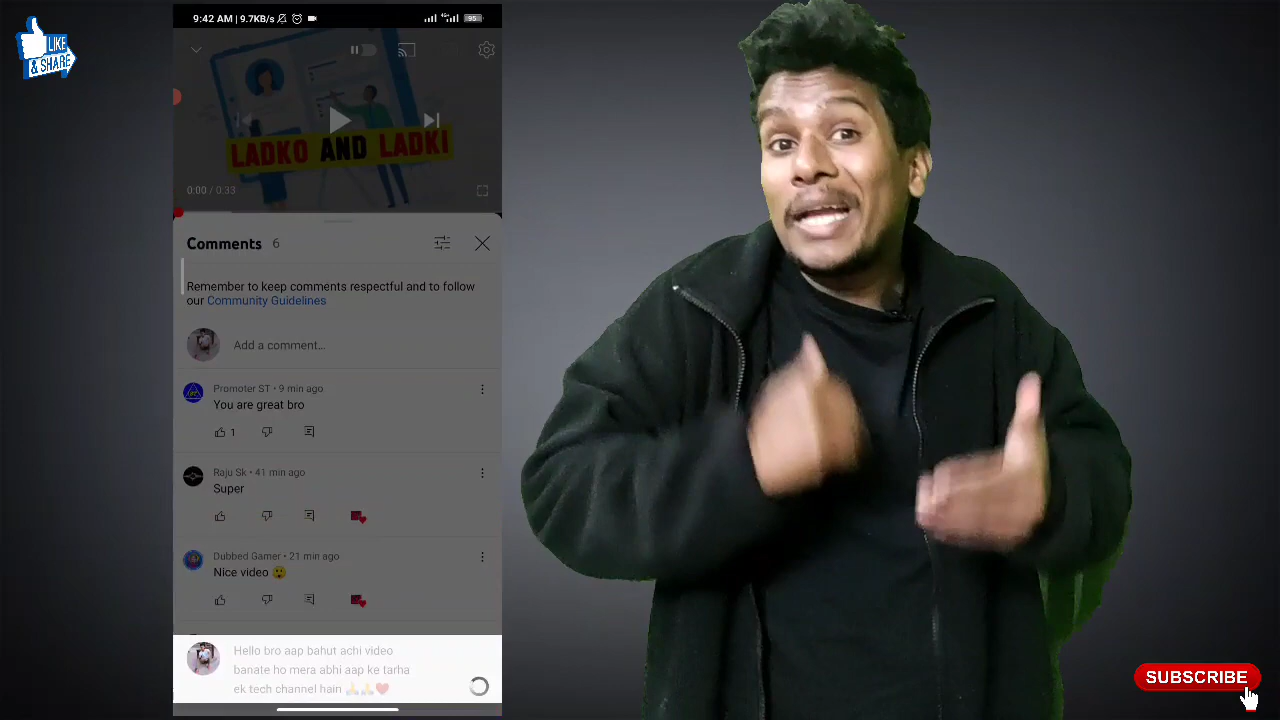 LIKE
& SHARE
9:42 AM | 9.7KB/s
4G
95
LADKO AND LADKI
0:00 / 0:33
Comments 6
Remember to keep comments respectful and to follow
our Community Guidelines
Add a comment...
Promoter ST • 9 min ago
You are great bro
1
Raju Sk • 41 min ago
Super
Dubbed Gamer • 21 min ago
Nice video 😲
Hello bro aap bahut achi video
banate ho mera abhi aap ke tarha
ek tech channel hain 🙏🙏❤️
SUBSCRIBE